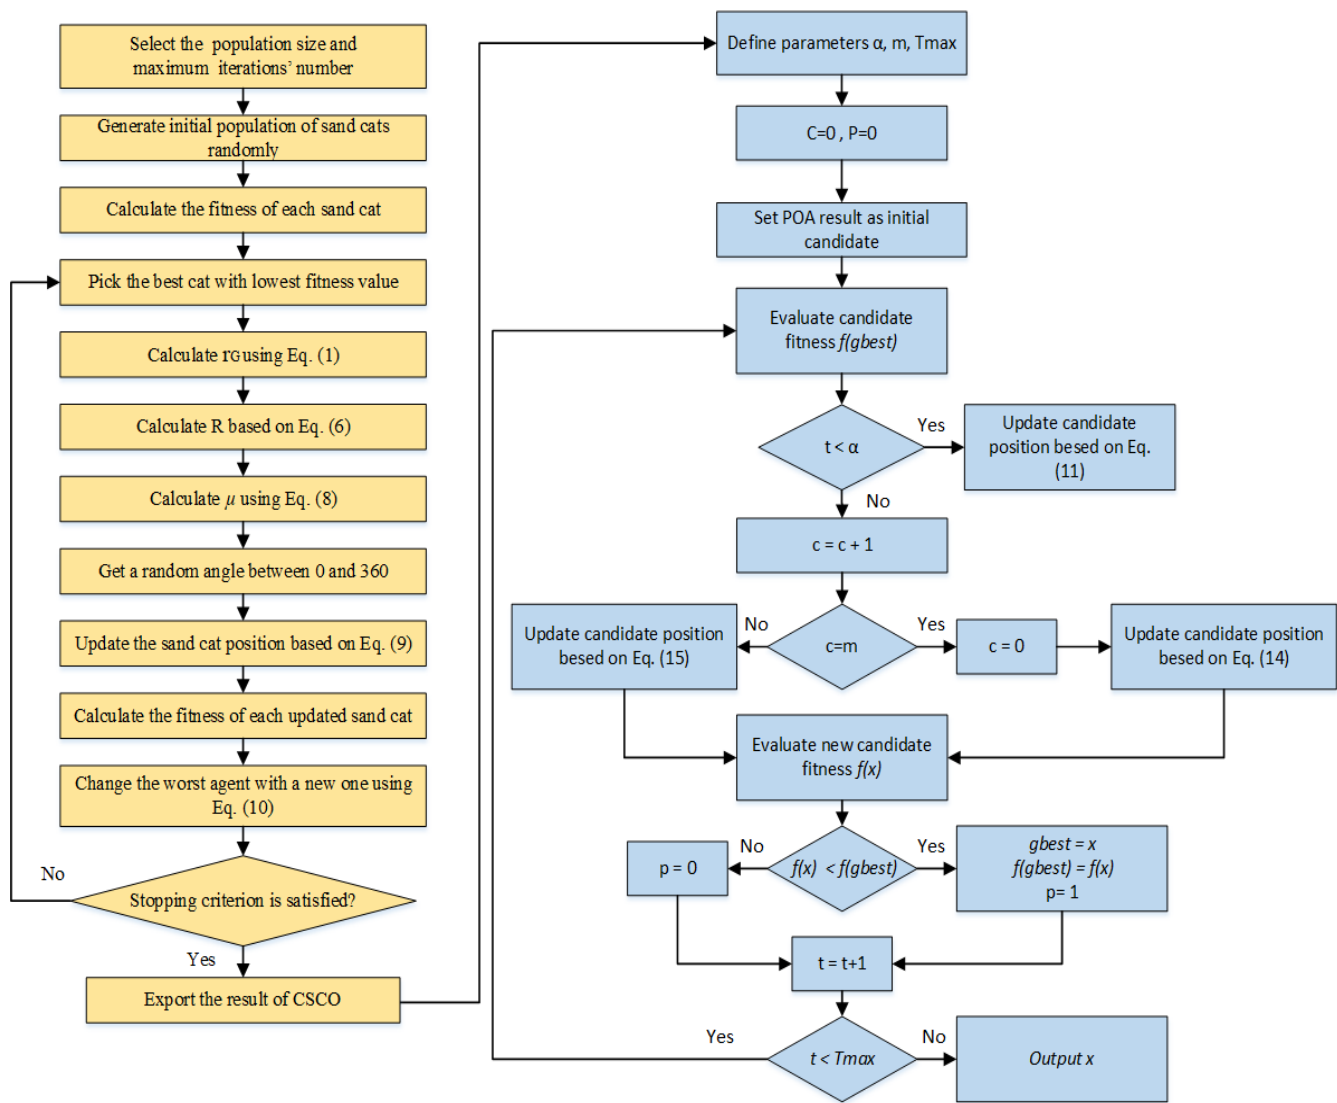 Select the population size and
maximum iterations' number
Generate initial population of sand cats
randomly
Calculate the fitness of each sand cat
Pick the best cat with lowest fitness value
Calculate rG using Eq. (1)
Calculate R based on Eq. (6)
Calculate μ using Eq. (8)
Get a random angle between 0 and 360
Update the sand cat position based on Eq. (9)
Calculate the fitness of each updated sand cat
Change the worst agent with a new one using
Eq. (10)
No
Stopping criterion is satisfied?
Yes
Export the result of CSCO
Define parameters α, m, Tmax
C=0 , P=0
Set POA result as initial
candidate
Evaluate candidate
fitness f(gbest)
t < α
Yes
Update candidate
position besed on Eq.
(11)
No
c = c + 1
c=m
No
Update candidate position
besed on Eq. (15)
Yes
c = 0
Update candidate position
besed on Eq. (14)
Evaluate new candidate
fitness f(x)
f(x) < f(gbest)
No
p = 0
Yes
gbest = x
f(gbest) = f(x)
p= 1
t = t+1
t < Tmax
Yes
No
Output x